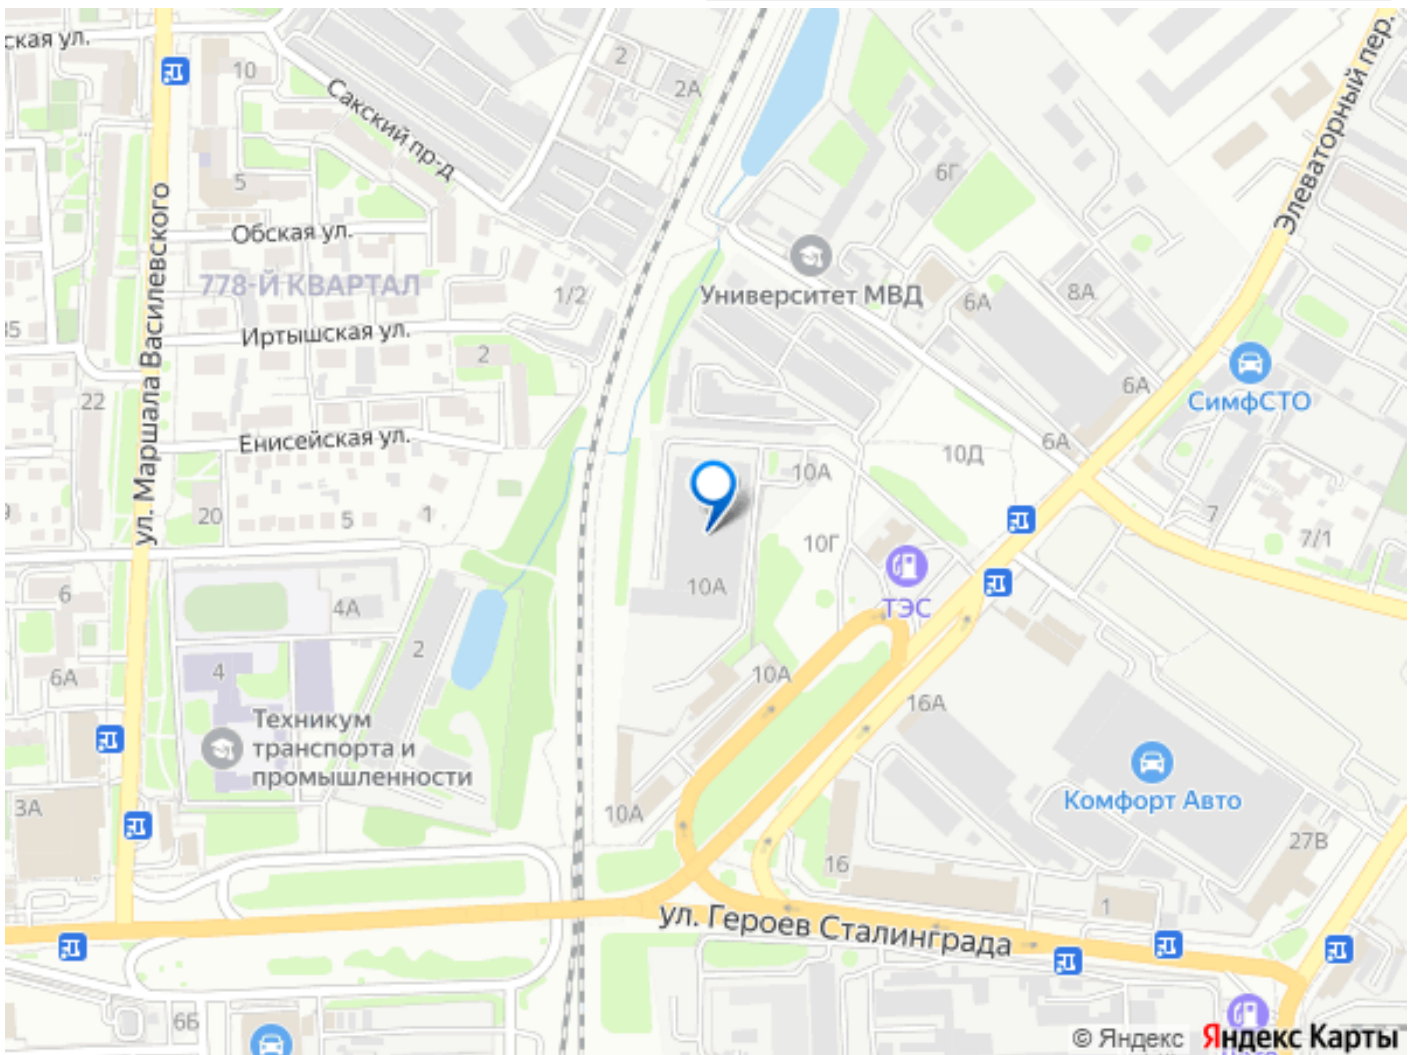 ская ул.
10
2
2А
Сакский пр-д
Элеваторный пер.
5
6Г
Обская ул.
ул. Маршала Василевского
778-Й КВАРТАЛ
1/2
Университет МВД
6А
8А
35
Иртышская ул.
2
СимфСТО
22
6А
Енисейская ул.
6А
10Д
10А
20
5
1
7
7/1
10Г
10А
ТЭС
6
4А
2
6А
4
10А
16А
Техникум
транспорта и
промышленности
Комфорт Авто
3А
10А
16
27В
1
ул. Героев Сталинграда
6Б
© Яндекс
Яндекс Карты